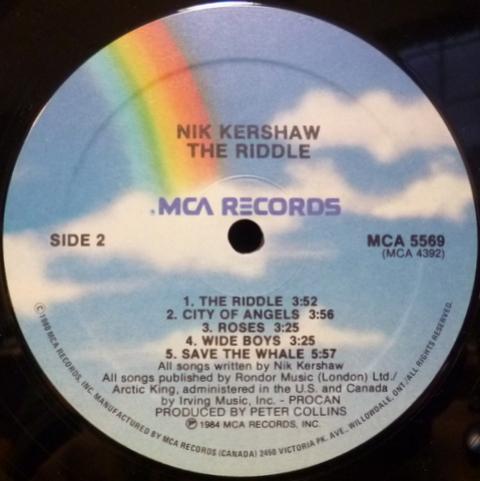 NIK KERSHAW
THE RIDDLE
MCA RECORDS
SIDE 2
MCA 5569
(MCA 4392)
1. THE RIDDLE 3:52
2. CITY OF ANGELS 3:56
3. ROSES 3:25
4. WIDE BOYS 3:25
5. SAVE THE WHALE 5:57
All songs written by Nik Kershaw
All songs published by Rondor Music (London) Ltd./
Arctic King, administered in the U.S. and Canada
by Irving Music, Inc. - PROCAN
PRODUCED BY PETER COLLINS
℗ 1984 MCA RECORDS, INC.
©1980 MCA RECORDS, INC. MANUFACTURED BY MCA RECORDS (CANADA) 2450 VICTORIA PK. AVE., WILLOWDALE, ONT./ALL RIGHTS RESERVED.